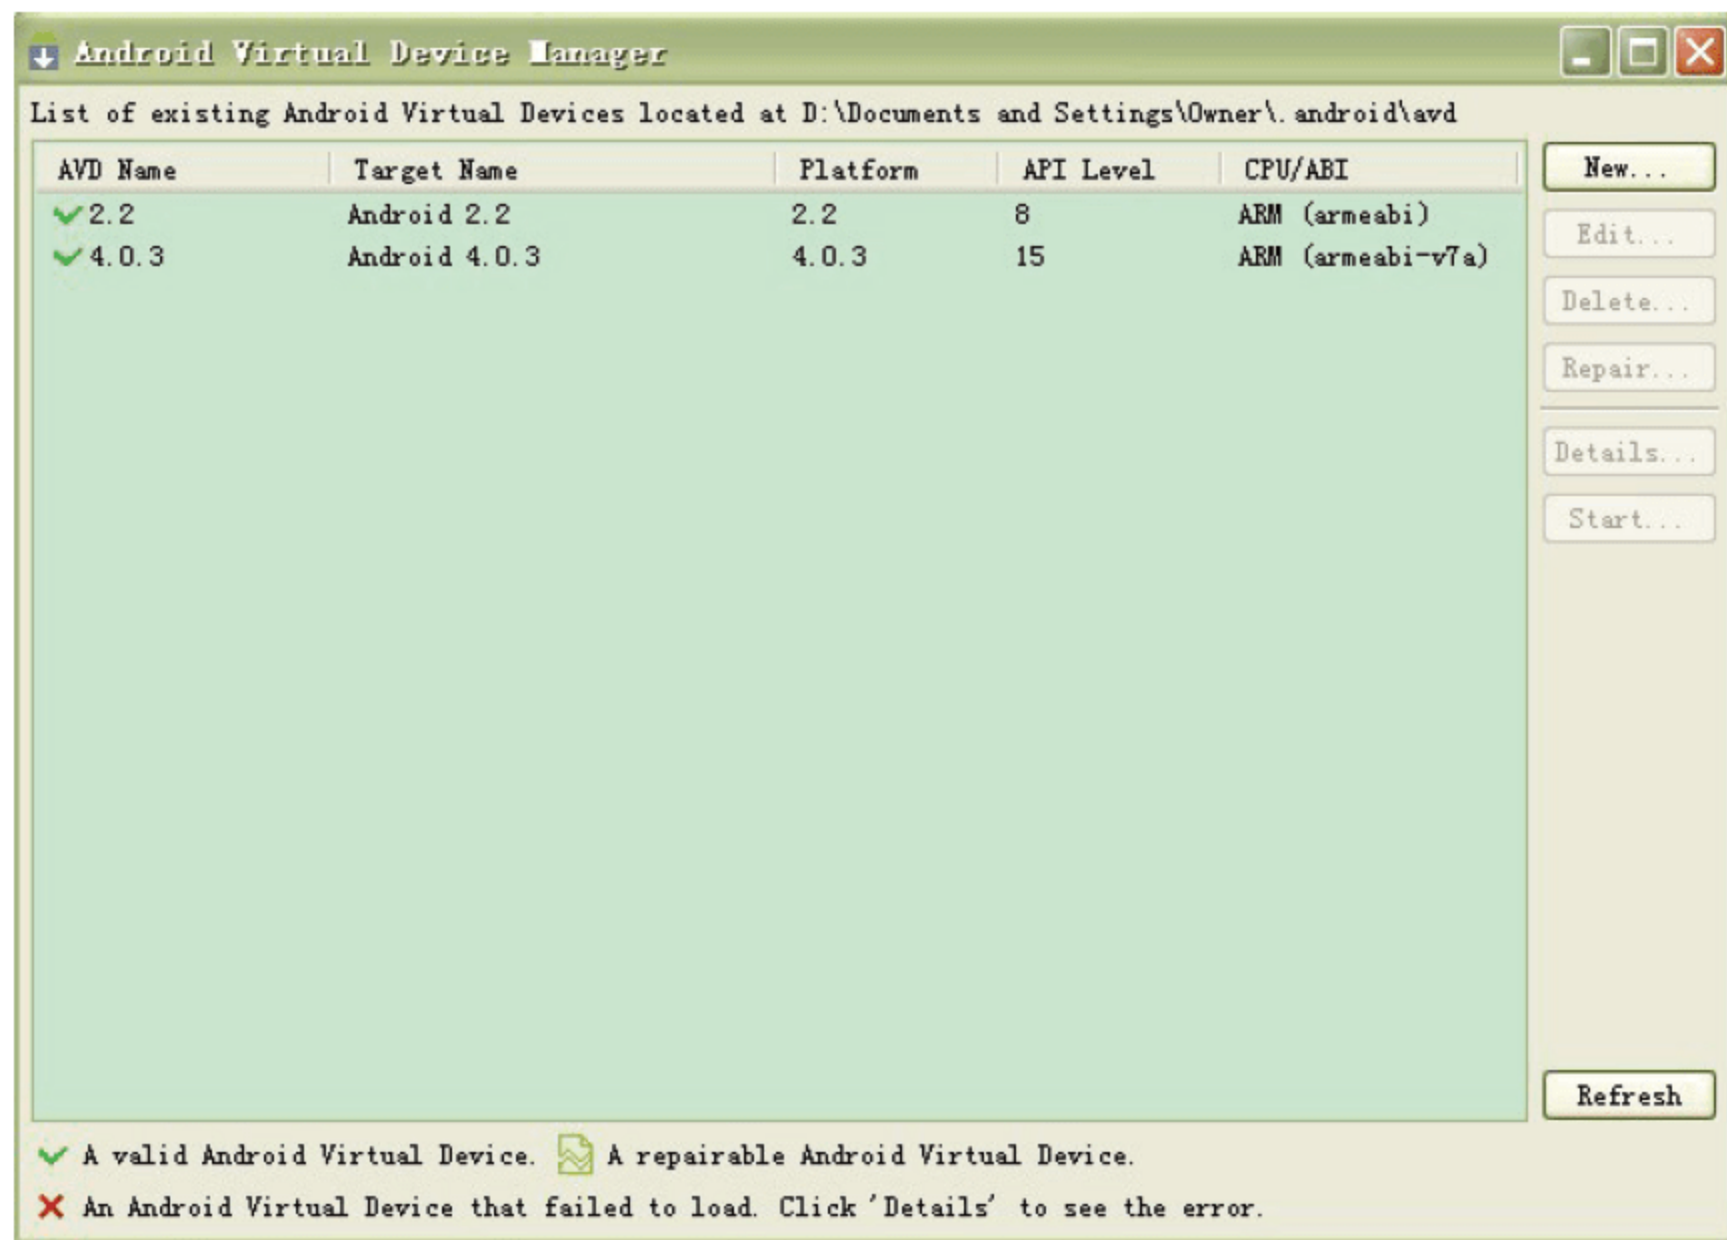 Android Virtual Device Manager
List of existing Android Virtual Devices located at D:\Documents and Settings\Owner\.android\avd
AVD Name Target Name Platform API Level CPU/ABI
2.2 Android 2.2 2.2 8 ARM (armeabi)
4.0.3 Android 4.0.3 4.0.3 15 ARM (armeabi-v7a)
New...
Edit...
Delete...
Repair...
Details...
Start...
Refresh
A valid Android Virtual Device. A repairable Android Virtual Device.
An Android Virtual Device that failed to load. Click 'Details' to see the error.